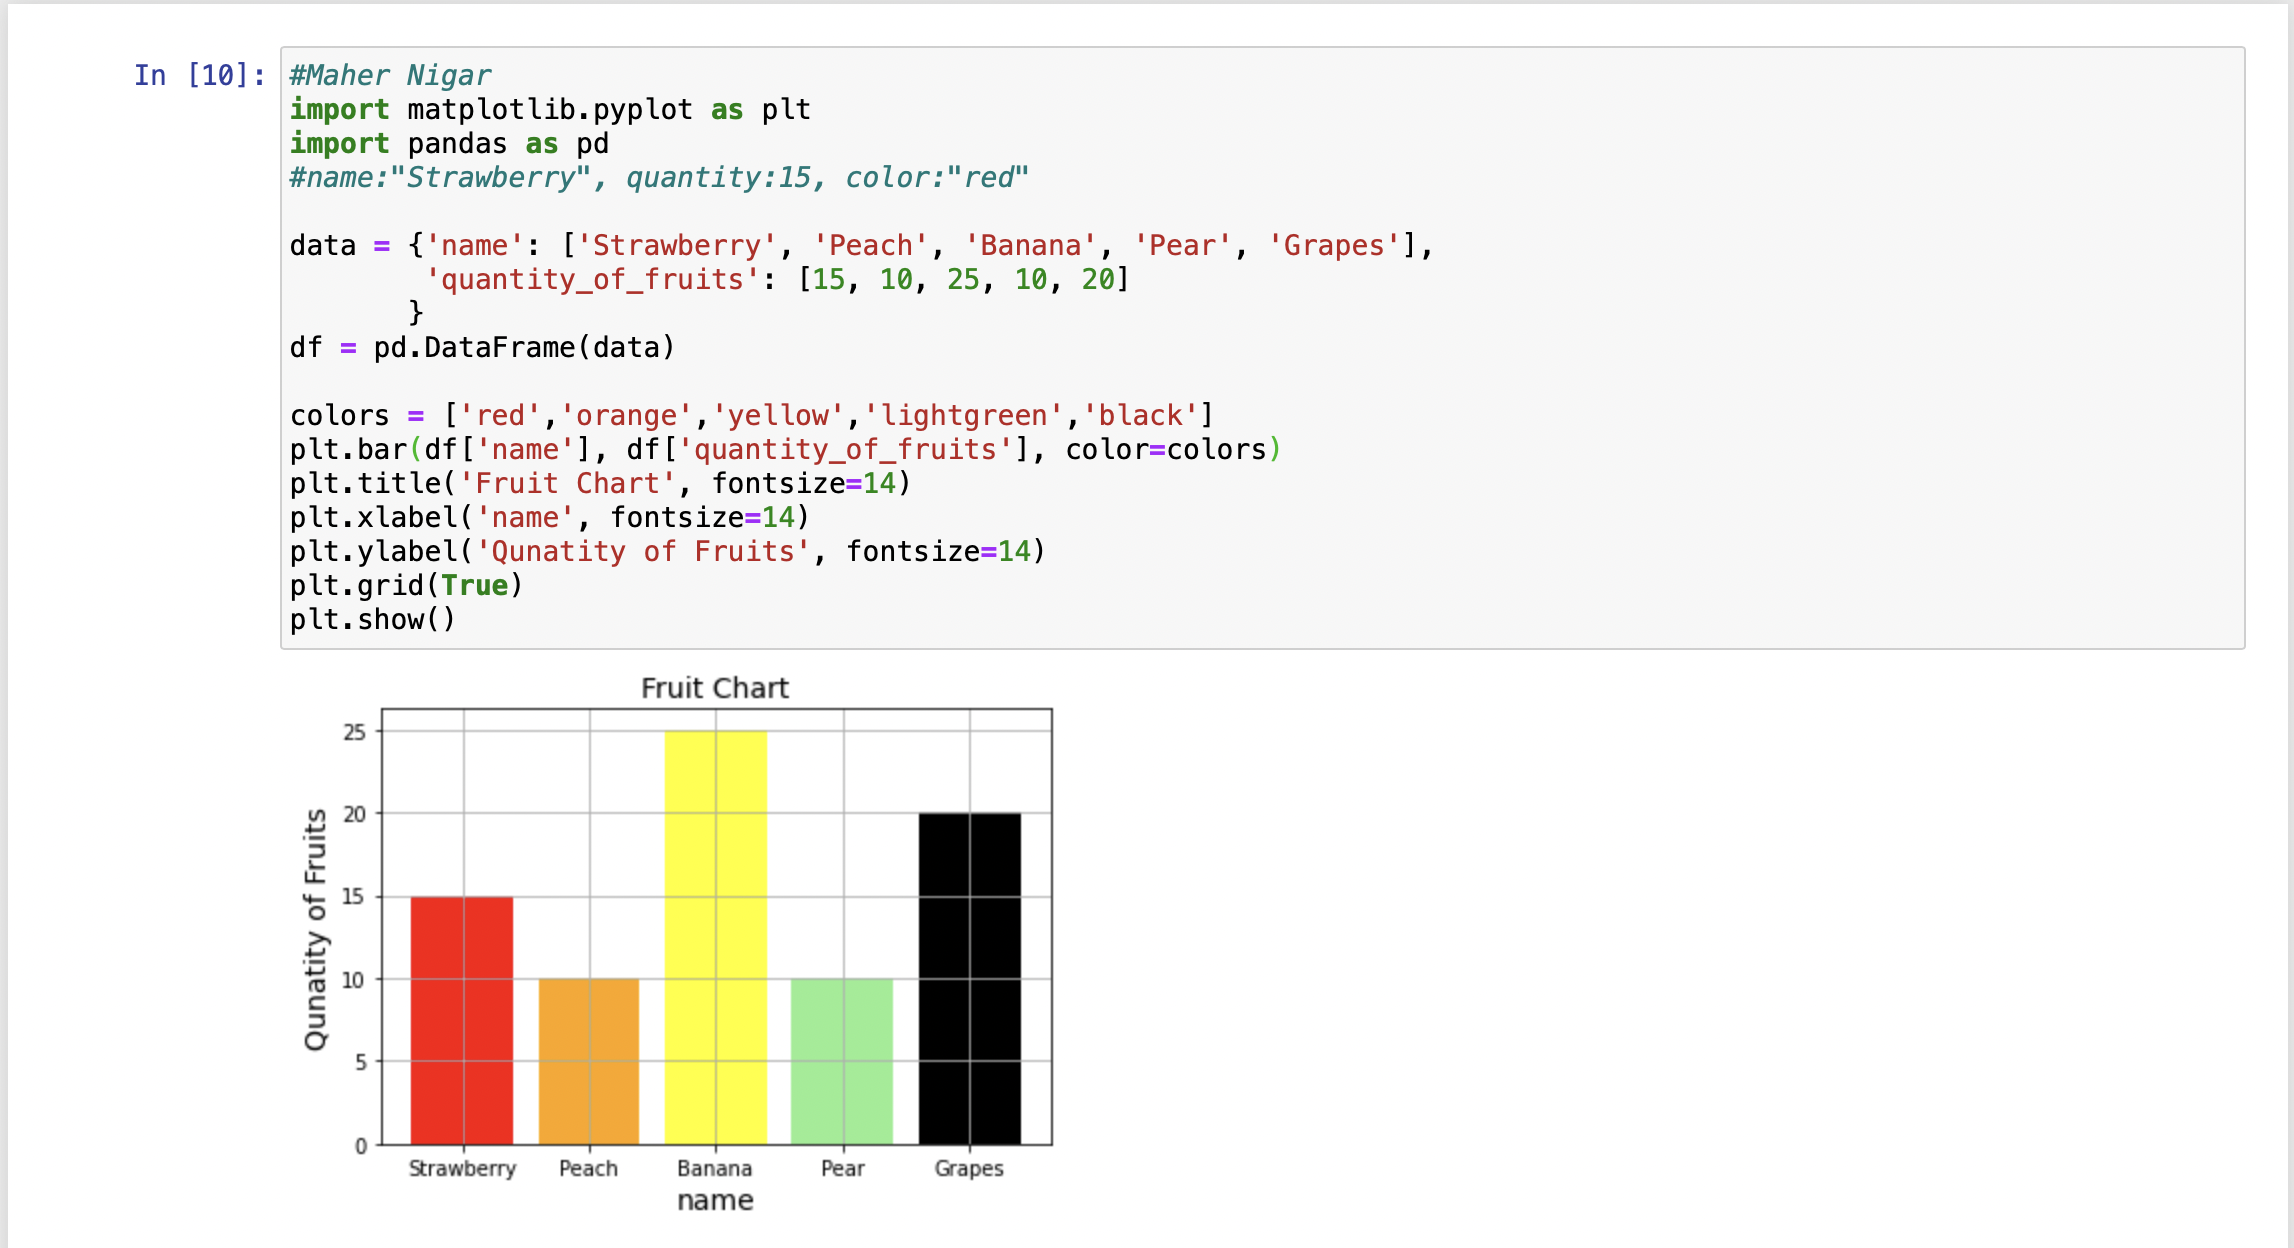 In [10]: #Maher Nigar
import matplotlib.pyplot as plt
import pandas as pd
#name:"Strawberry", quantity:15, color:"red"
data = {'name': ['Strawberry', 'Peach', 'Banana', 'Pear', 'Grapes'],
'quantity_of_fruits': [15, 10, 25, 10, 20]
}
df = pd.DataFrame(data)
colors = ['red','orange','yellow','lightgreen','black']
plt.bar(df['name'], df['quantity_of_fruits'], color=colors)
plt.title('Fruit Chart', fontsize=14)
plt.xlabel('name', fontsize=14)
plt.ylabel('Qunatity of Fruits', fontsize=14)
plt.grid(True)
plt.show()
Fruit Chart
Qunatity of Fruits
25
20
15
10
5
0
Strawberry Peach Banana Pear Grapes
name